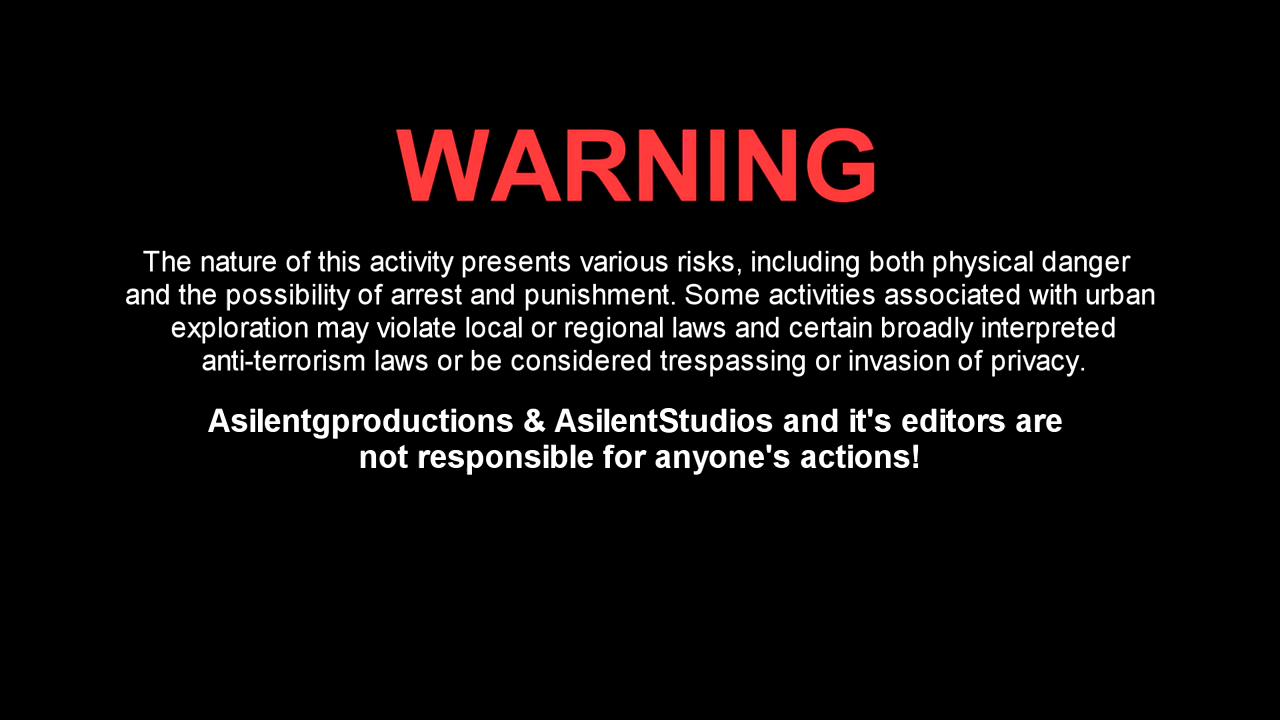 WARNING
The nature of this activity presents various risks, including both physical danger
and the possibility of arrest and punishment. Some activities associated with urban
exploration may violate local or regional laws and certain broadly interpreted
anti-terrorism laws or be considered trespassing or invasion of privacy.
Asilentgproductions & AsilentStudios and it's editors are
not responsible for anyone's actions!